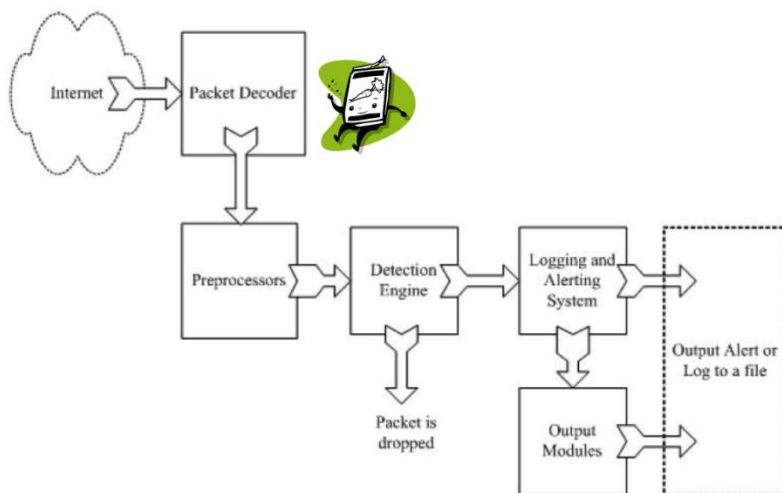 Internet
Packet Decoder
Preprocessors
Detection
Engine
Logging and
Alerting
System
Output Alert or
Log to a file
Packet is
dropped
Output
Modules